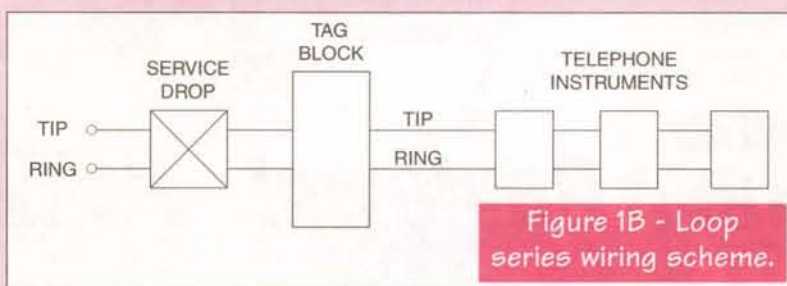 TAG
BLOCK
SERVICE
DROP
TELEPHONE
INSTRUMENTS
TIP
TIP
RING
RING
Figure 1B - Loop
series wiring scheme.